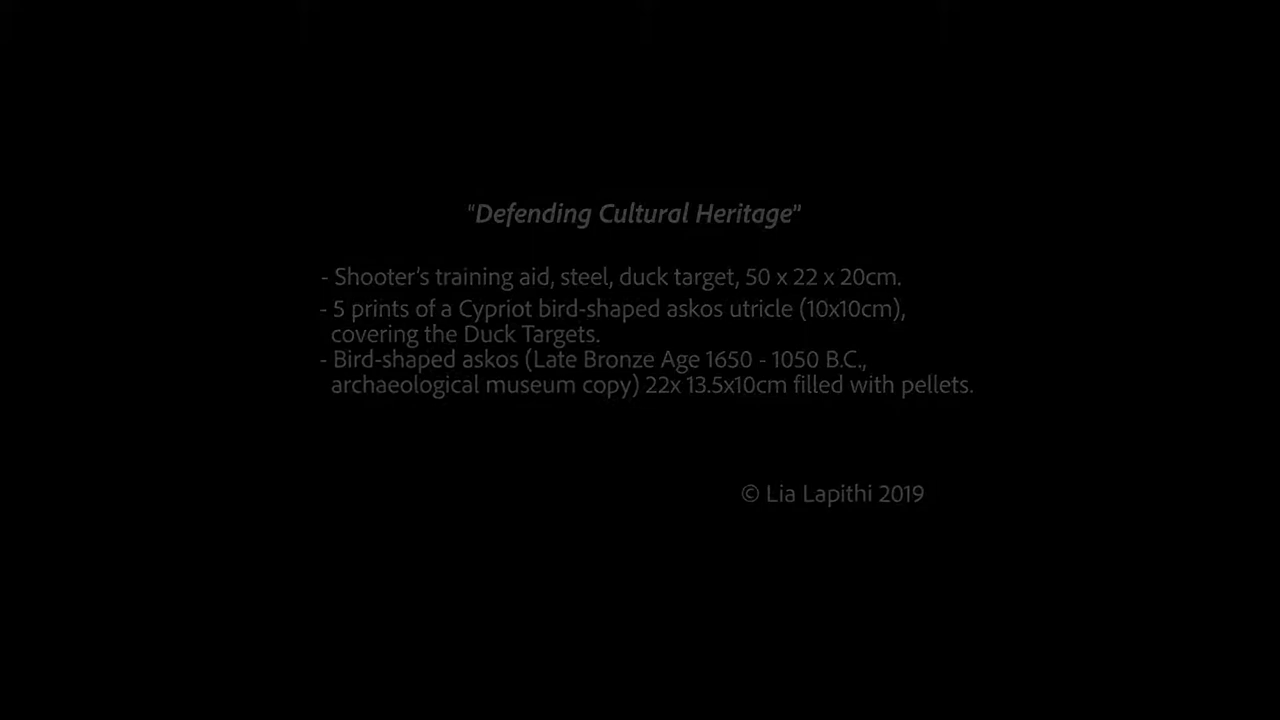 "Defending Cultural Heritage”
- Shooter’s training aid, steel, duck target, 50 x 22 x 20cm.
- 5 prints of a Cypriot bird-shaped askos utricle (10x10cm),
covering the Duck Targets.
- Bird-shaped askos (Late Bronze Age 1650 - 1050 B.C.,
archaeological museum copy) 22x 13.5x10cm filled with pellets.
© Lia Lapithi 2019